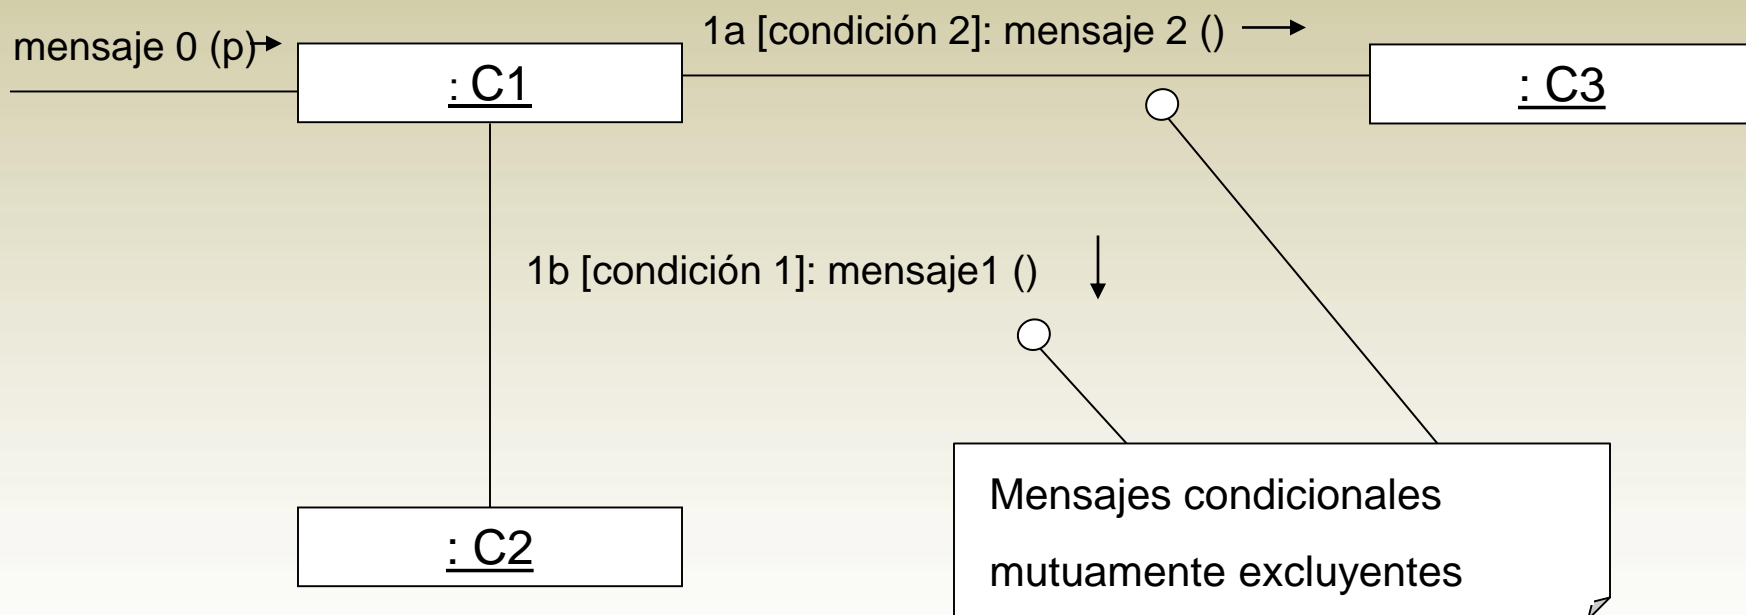 mensaje 0 (p)
1a [condición 2]: mensaje 2 ()
: C1
: C3
1b [condición 1]: mensaje1 ()
: C2
Mensajes condicionales
mutuamente excluyentes